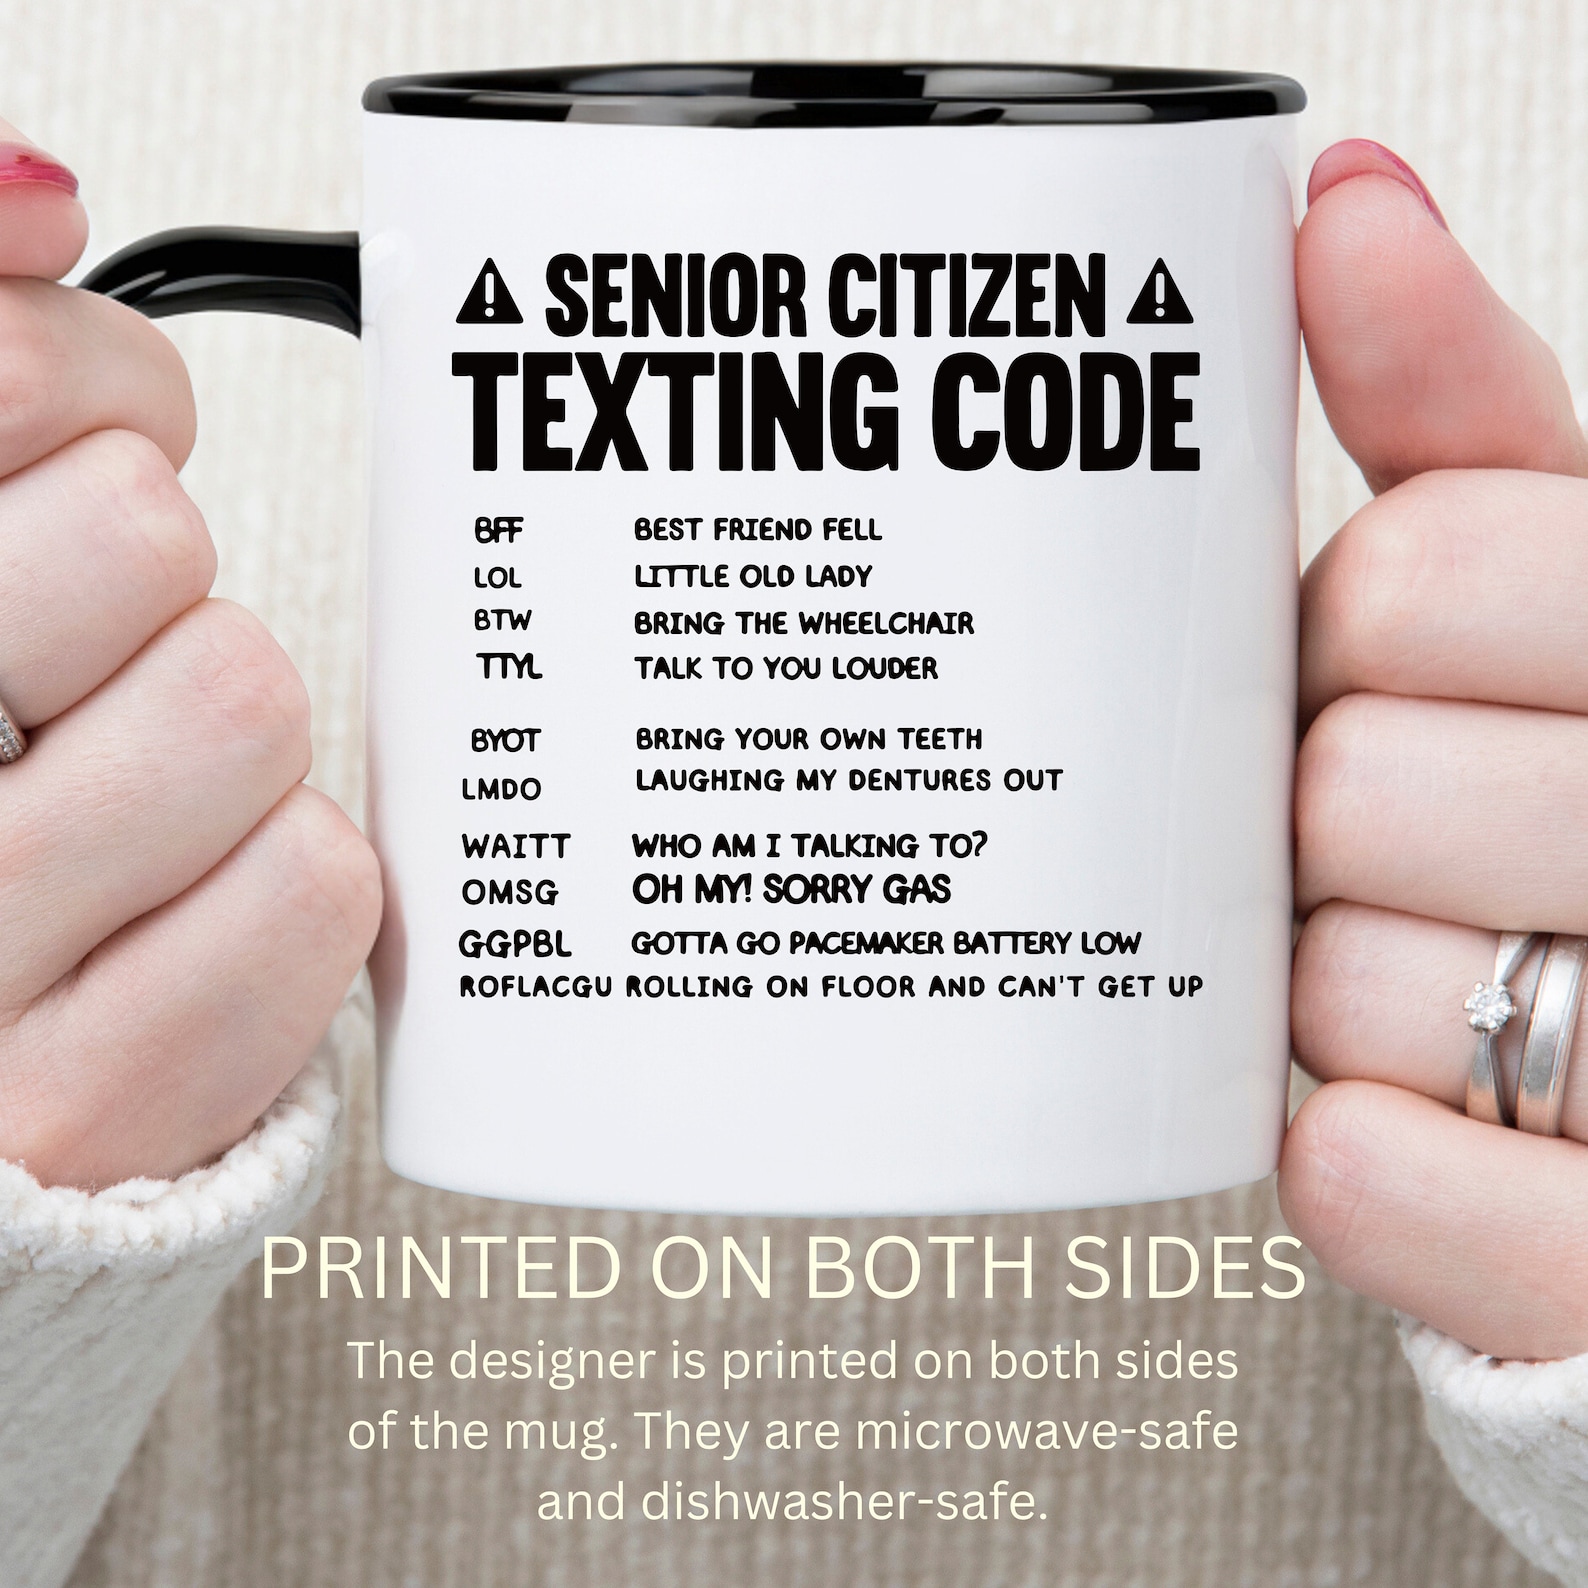 SENIOR CITIZEN
TEXTING CODE
BFF BEST FRIEND FELL
LOL LITTLE OLD LADY
BTW BRING THE WHEELCHAIR
TTYL TALK TO YOU LOUDER
BYOT BRING YOUR OWN TEETH
LMDO LAUGHING MY DENTURES OUT
WAITT WHO AM I TALKING TO?
OMSG OH MY! SORRY GAS
GGPBL GOTTA GO PACEMAKER BATTERY LOW
ROFLACGU ROLLING ON FLOOR AND CAN'T GET UP
PRINTED ON BOTH SIDES
The designer is printed on both sides
of the mug. They are microwave-safe
and dishwasher-safe.